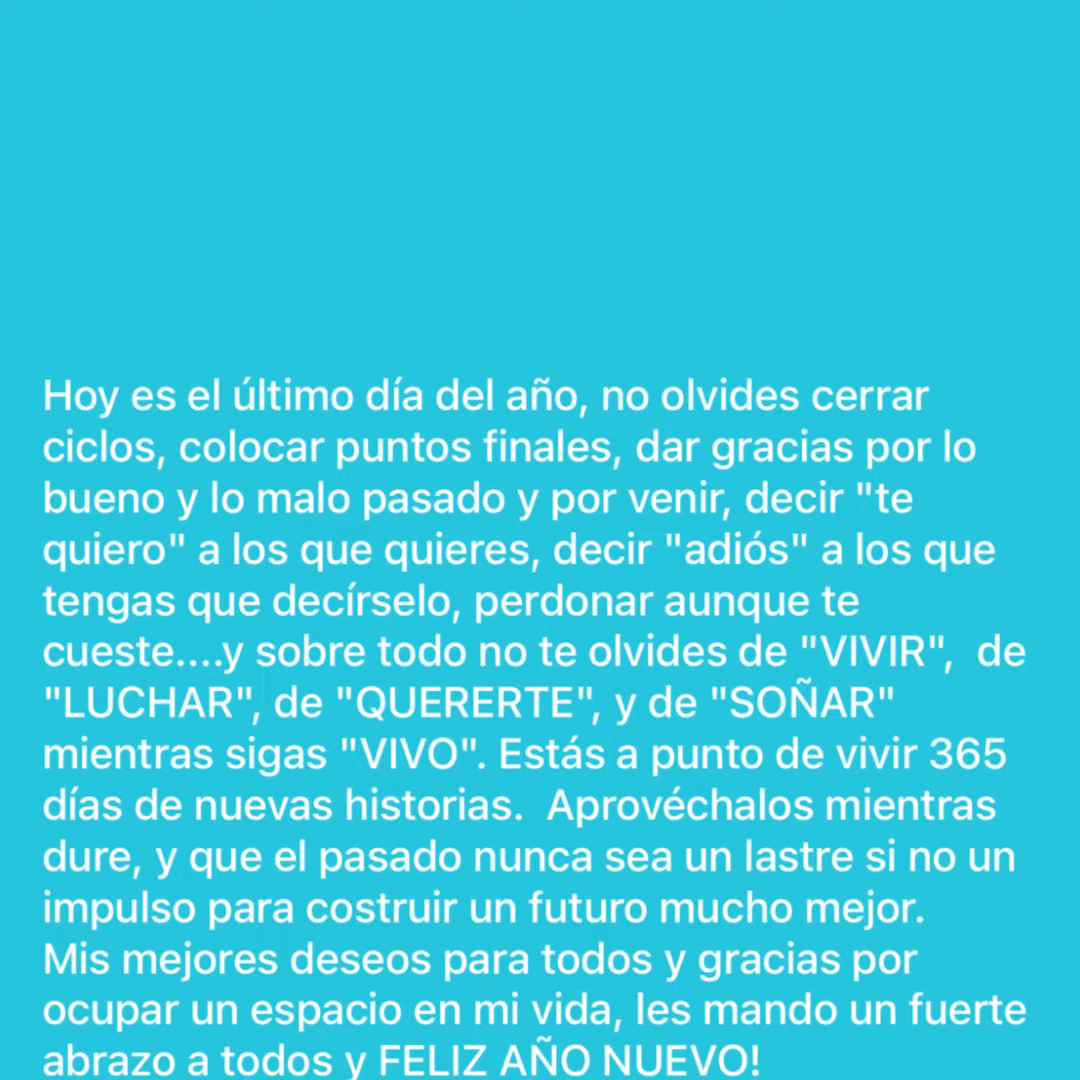 Hoy es el último día del año, no olvides cerrar
ciclos, colocar puntos finales, dar gracias por lo
bueno y lo malo pasado y por venir, decir "te
quiero" a los que quieres, decir "adiós" a los que
tengas que decírselo, perdonar aunque te
cueste....y sobre todo no te olvides de "VIVIR",  de
"LUCHAR", de "QUERERTE", y de "SOÑAR"
mientras sigas "VIVO". Estás a punto de vivir 365
días de nuevas historias.  Aprovéchalos mientras
dure, y que el pasado nunca sea un lastre si no un
impulso para costruir un futuro mucho mejor.
Mis mejores deseos para todos y gracias por
ocupar un espacio en mi vida, les mando un fuerte
abrazo a todos y FELIZ AÑO NUEVO!